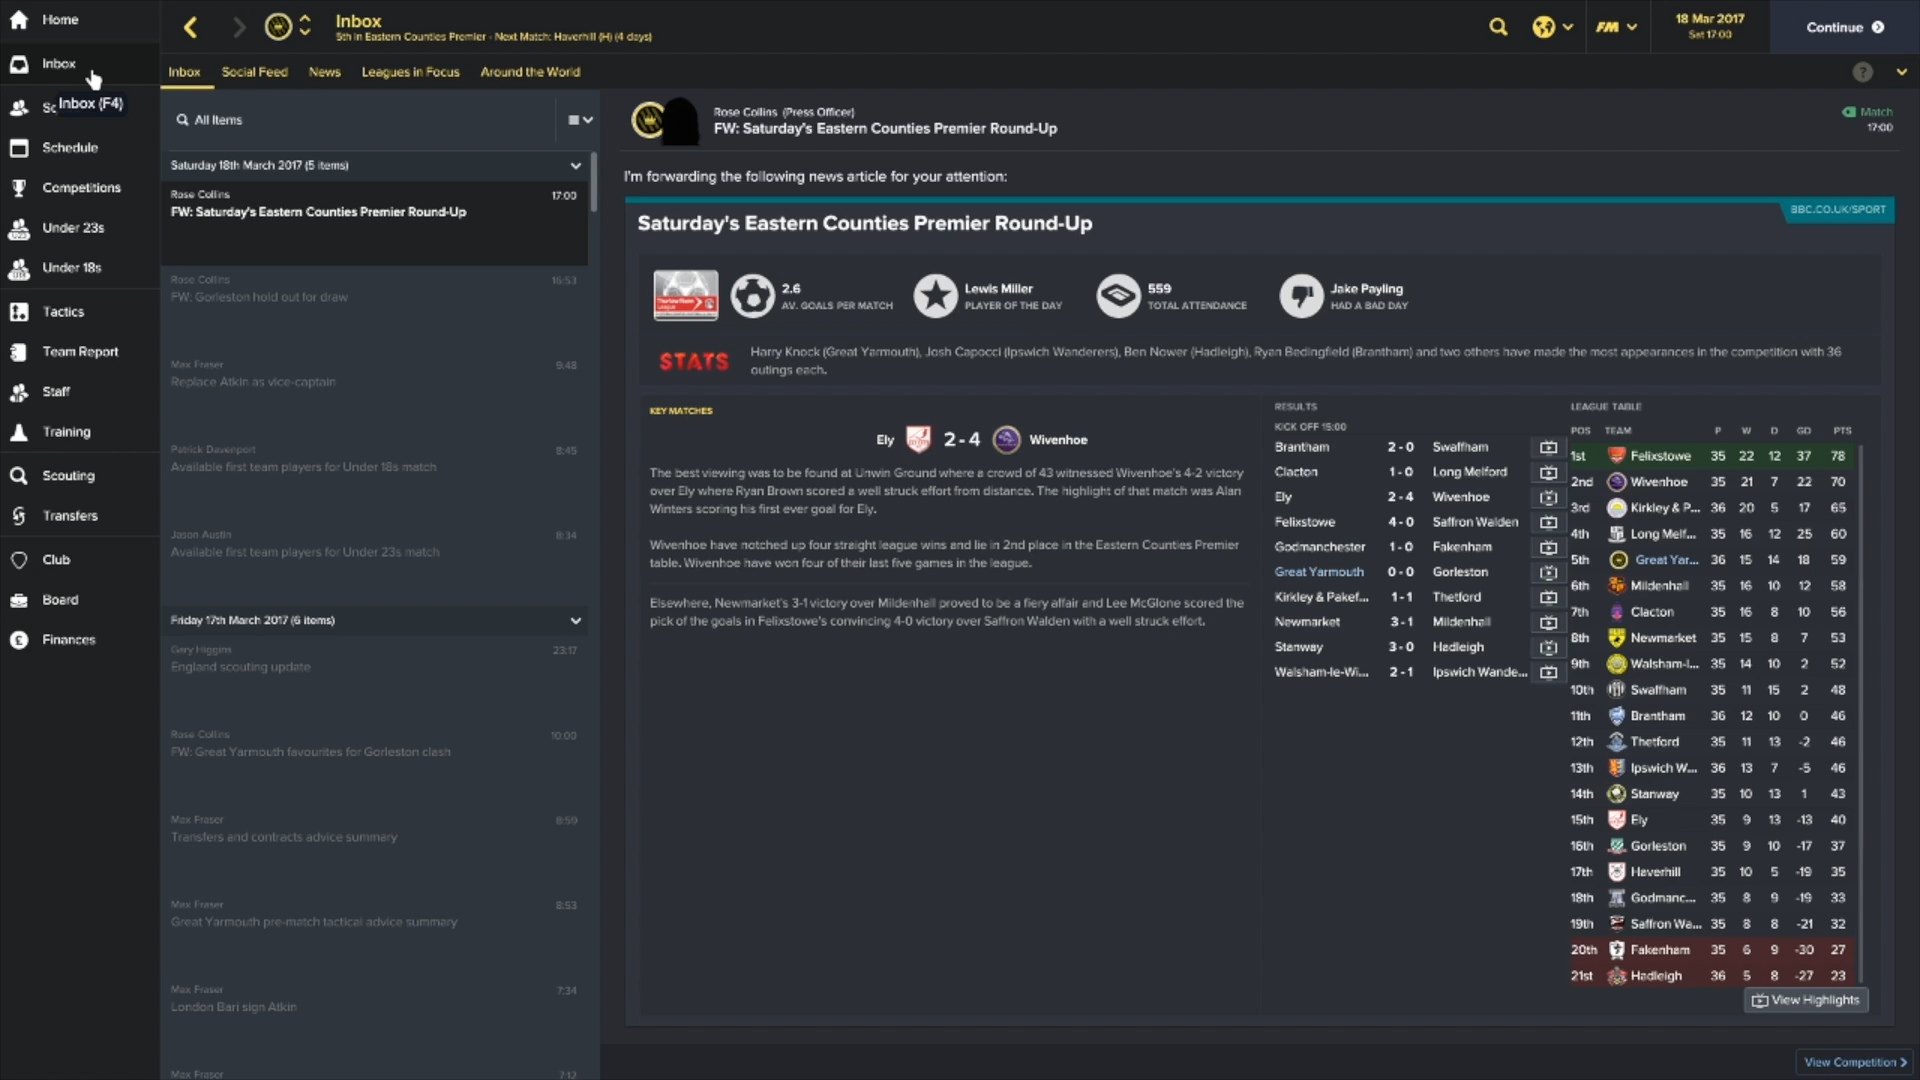 Home
Inbox
5th in Eastern Counties Premier - Next Match: Haverhill (H) (4 days)
18 Mar 2017
Sat 17:00
FM
Continue
Inbox
Inbox (F4)
Schedule
Competitions
Under 23s
Under 18s
Tactics
Team Report
Staff
Training
Scouting
Transfers
Club
Board
Finances
Inbox Social Feed News Leagues in Focus Around the World
?
All Items
Saturday 18th March 2017 (5 items)
Rose Collins 17:00
FW: Saturday's Eastern Counties Premier Round-Up
Rose Collins 16:53
FW: Gorleston hold out for draw
Max Fraser 9:48
Replace Atkin as vice-captain
Patrick Davenport 8:45
Available first team players for Under 18s match
Jason Austin 8:34
Available first team players for Under 23s match
Friday 17th March 2017 (6 items)
Gary Higgins 23:17
England scouting update
Rose Collins 10:00
FW: Great Yarmouth favourites for Gorleston clash
Max Fraser 8:59
Transfers and contracts advice summary
Max Fraser 8:53
Great Yarmouth pre-match tactical advice summary
Max Fraser 7:34
London Bari sign Atkin
Max Fraser 7:12
Rose Collins (Press Officer)
FW: Saturday's Eastern Counties Premier Round-Up
Match
17:00
I'm forwarding the following news article for your attention:
BBC.CO.UK/SPORT
Saturday's Eastern Counties Premier Round-Up
2.6
AV. GOALS PER MATCH
Lewis Miller
PLAYER OF THE DAY
559
TOTAL ATTENDANCE
Jake Payling
HAD A BAD DAY
STATS
Harry Knock (Great Yarmouth), Josh Capocci (Ipswich Wanderers), Ben Nower (Hadleigh), Ryan Bedingfield (Brantham) and two others have made the most appearances in the competition with 36
outings each.
KEY MATCHES
Ely 2 - 4 Wivenhoe
The best viewing was to be found at Unwin Ground where a crowd of 43 witnessed Wivenhoe's 4-2 victory
over Ely where Ryan Brown scored a well struck effort from distance. The highlight of that match was Alan
Winters scoring his first ever goal for Ely.
Wivenhoe have notched up four straight league wins and lie in 2nd place in the Eastern Counties Premier
table. Wivenhoe have won four of their last five games in the league.
Elsewhere, Newmarket's 3-1 victory over Mildenhall proved to be a fiery affair and Lee McGlone scored the
pick of the goals in Felixstowe's convincing 4-0 victory over Saffron Walden with a well struck effort.
RESULTS
KICK OFF 15:00
Brantham 2 - 0 Swaffham
Clacton 1 - 0 Long Melford
Ely 2 - 4 Wivenhoe
Felixstowe 4 - 0 Saffron Walden
Godmanchester 1 - 0 Fakenham
Great Yarmouth 0 - 0 Gorleston
Kirkley & Pakef... 1 - 1 Thetford
Newmarket 3 - 1 Mildenhall
Stanway 3 - 0 Hadleigh
Walsham-le-Wi... 2 - 1 Ipswich Wande...
LEAGUE TABLE
POS TEAM P W D GD PTS
1st Felixstowe 35 22 12 37 78
2nd Wivenhoe 35 21 7 22 70
3rd Kirkley & P... 36 20 5 17 65
4th Long Melf... 35 16 12 25 60
5th Great Yar... 36 15 14 18 59
6th Mildenhall 35 16 10 12 58
7th Clacton 35 16 8 10 56
8th Newmarket 35 15 8 7 53
9th Walsham-l... 35 14 10 2 52
10th Swaffham 35 11 15 2 48
11th Brantham 36 12 10 0 46
12th Thetford 35 11 13 -2 46
13th Ipswich W... 36 13 7 -5 46
14th Stanway 35 10 13 1 43
15th Ely 35 9 13 -13 40
16th Gorleston 35 9 10 -17 37
17th Haverhill 35 10 5 -19 35
18th Godmanc... 35 8 9 -19 33
19th Saffron Wa... 35 8 8 -21 32
20th Fakenham 35 6 9 -30 27
21st Hadleigh 36 5 8 -27 23
View Highlights
View Competition